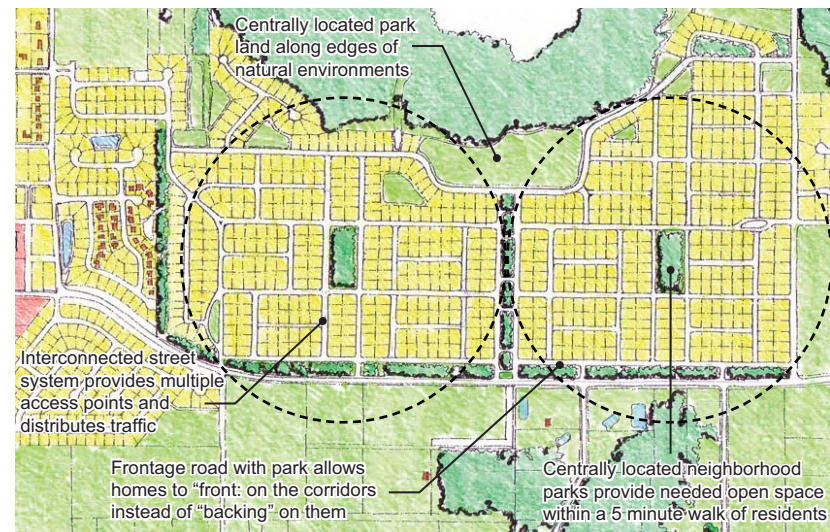 Centrally located park
land along edges of
natural environments
Interconnected street
system provides multiple
access points and
distributes traffic
Frontage road with park allows
homes to “front: on the corridors
instead of “backing” on them
Centrally located neighborhood
parks provide needed open space
within a 5 minute walk of residents